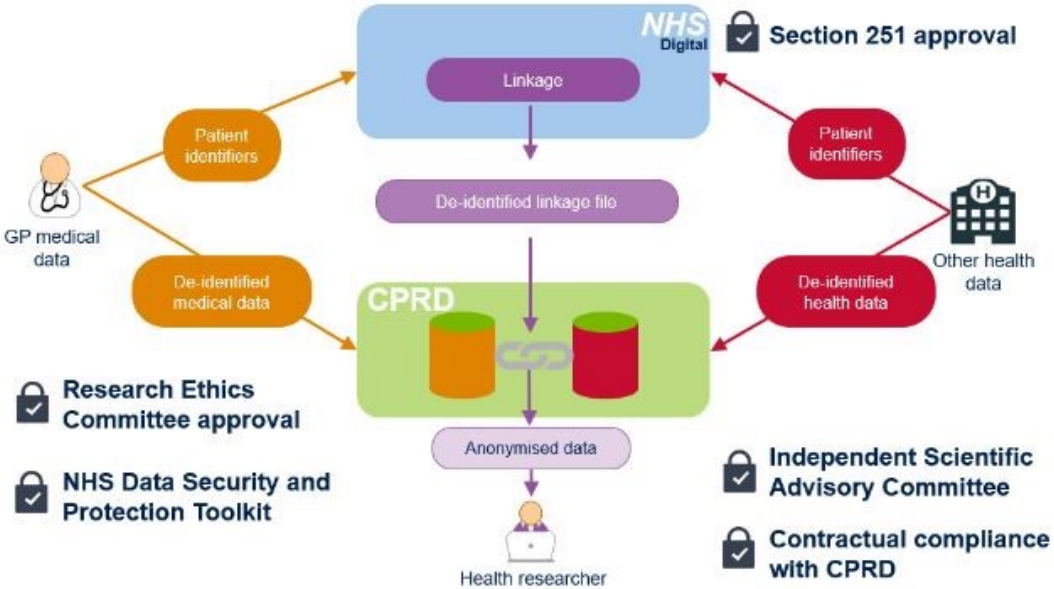 NHS
Digital
Section 251 approval
Linkage
Patient
identifiers
Patient
identifiers
De-identified linkage file
GP medical
data
H
Other health
data
De-identified
medical data
De-identified
health data
CPRD
Research Ethics
Committee approval
Anonymised data
NHS Data Security and
Protection Toolkit
Independent Scientific
Advisory Committee
Contractual compliance
with CPRD
Health researcher